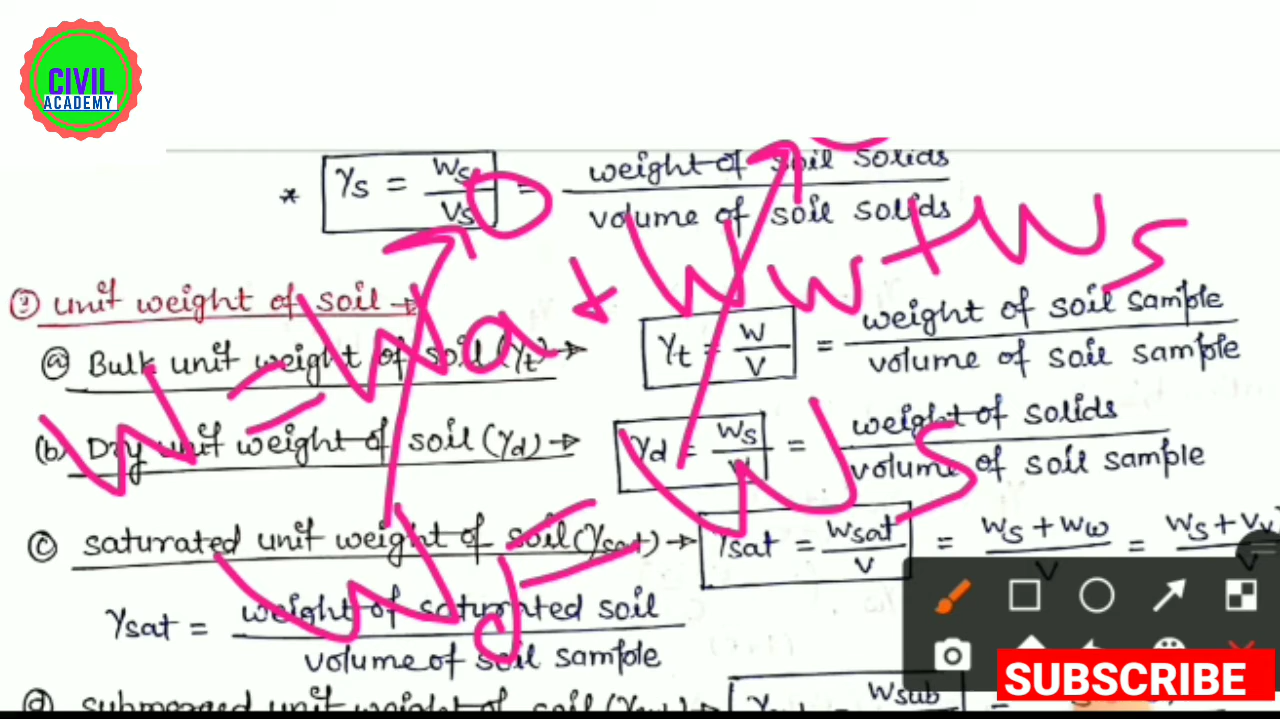 CIVIL
ACADEMY
* γs = Ws/Vs = weight of soil solids / volume of soil solids
② unit weight of soil →
(a) Bulk unit weight of soil (γt) → γt = W/V = weight of soil sample / volume of soil sample
(b) Dry unit weight of soil (γd) → γd = Ws/V = weight of solids / volume of soil sample
(c) saturated unit weight of soil (γsat) → γsat = Wsat/V = Ws + Ww / V =
γsat = weight of saturated soil / volume of soil sample
W = Wa + Ww + Ws
Wd = Ws
SUBSCRIBE